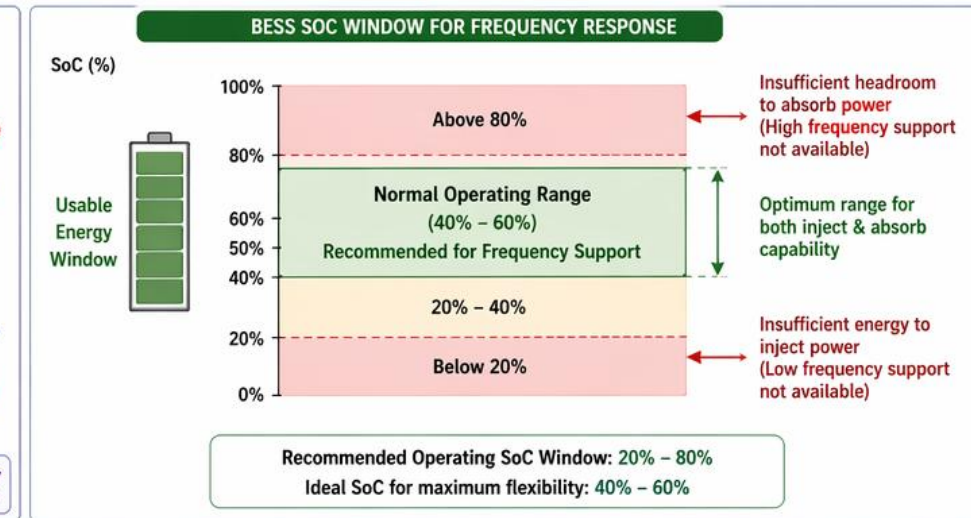 BESS SOC WINDOW FOR FREQUENCY RESPONSE
SoC (%)
100%
80%
60%
50%
40%
20%
0%
Usable
Energy
Window
Above 80%
Normal Operating Range
(40% – 60%)
Recommended for Frequency Support
20% – 40%
Below 20%
Insufficient headroom
to absorb power
(High frequency support
not available)
Optimum range for
both inject & absorb
capability
Insufficient energy to
inject power
(Low frequency support
not available)
Recommended Operating SoC Window: 20% – 80%
Ideal SoC for maximum flexibility: 40% – 60%